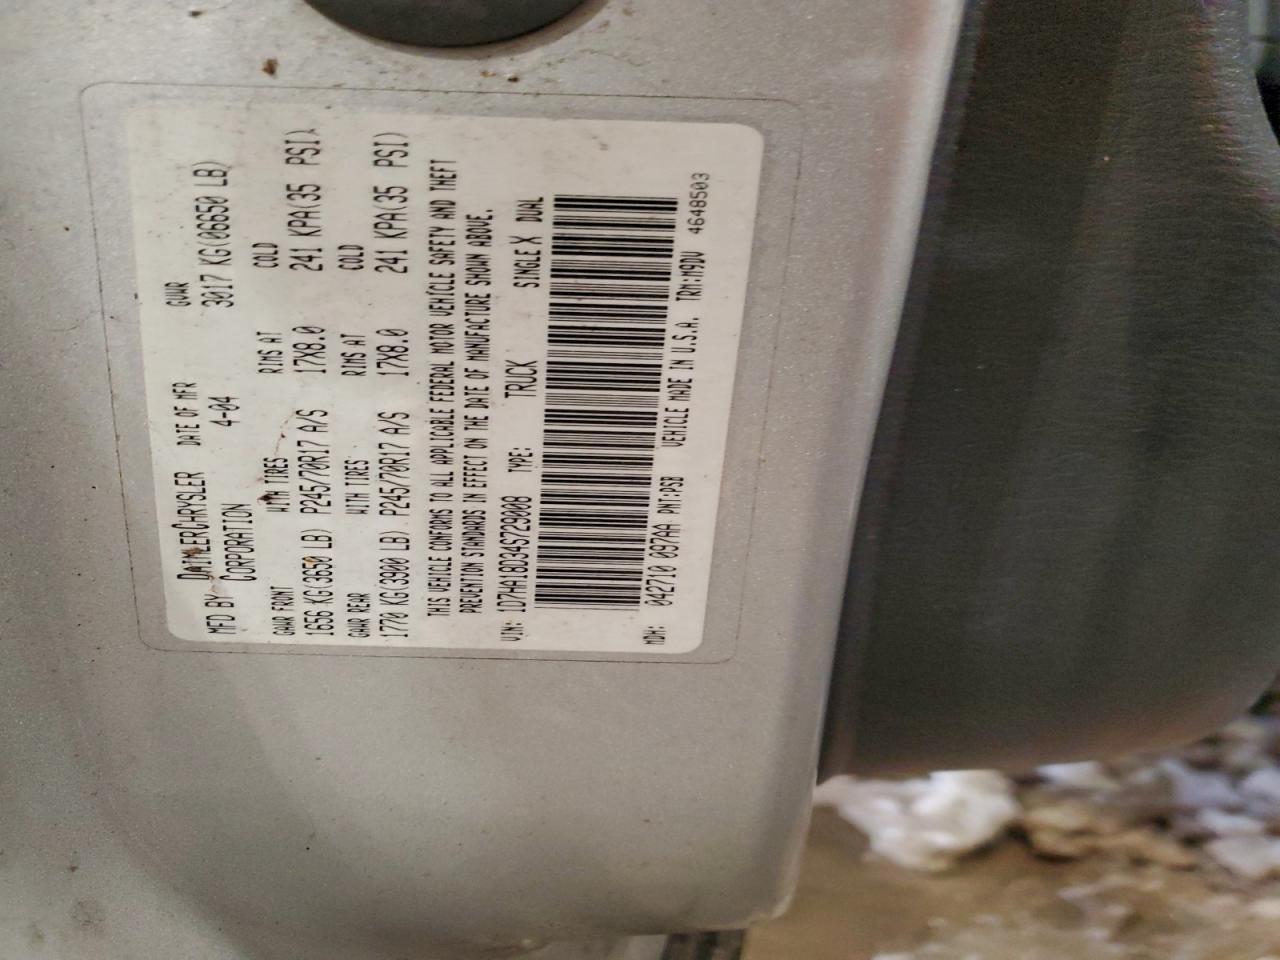 MFD BY DAIMLERCHRYSLER CORPORATION DATE OF MFR 4-04 GVWR 3017 KG(06650 LB)
GAWR FRONT WITH TIRES RIMS AT COLD
1656 KG(3650 LB) P245/70R17 A/S 17X8.0 241 KPA(35 PSI)
GAWR REAR WITH TIRES RIMS AT COLD
1770 KG(3900 LB) P245/70R17 A/S 17X8.0 241 KPA(35 PSI)
THIS VEHICLE CONFORMS TO ALL APPLICABLE FEDERAL MOTOR VEHICLE SAFETY AND THEFT
PREVENTION STANDARDS IN EFFECT ON THE DATE OF MANUFACTURE SHOWN ABOVE.
VIN: 1D7HA18D34S729008 TYPE: TRUCK SINGLE X DUAL
MDH: 042710 097AA PNT:PSB VEHICLE MADE IN U.S.A. TRM:M9DV 4648503